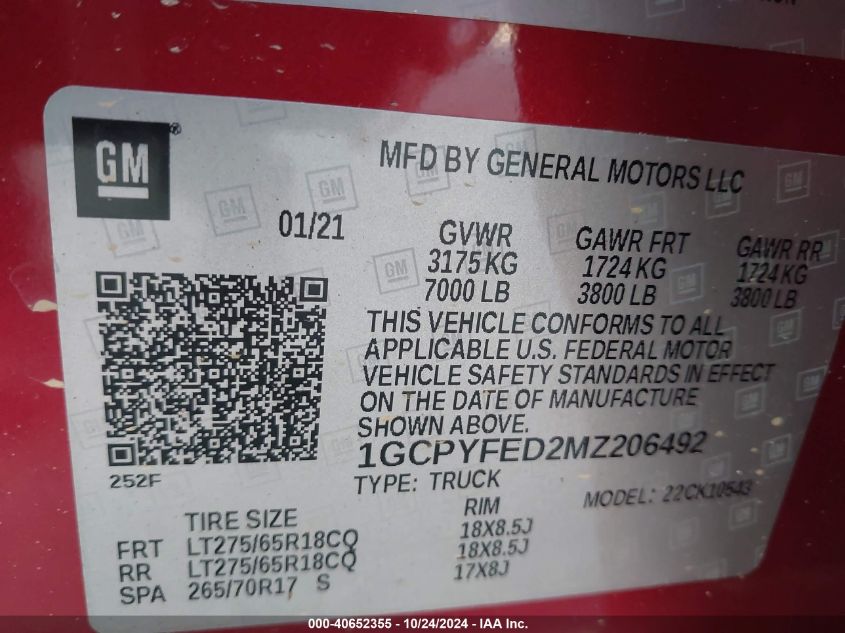 GM ®
MFD BY GENERAL MOTORS LLC
01/21
GVWR GAWR FRT GAWR RR
3175 KG 1724 KG 1724 KG
7000 LB 3800 LB 3800 LB
THIS VEHICLE CONFORMS TO ALL
APPLICABLE U.S. FEDERAL MOTOR
VEHICLE SAFETY STANDARDS IN EFFECT
ON THE DATE OF MANUFACTURE
SHOWN ABOVE.
1GCPYFED2MZ206492
252F
TYPE: TRUCK MODEL: 22CK10543
TIRE SIZE RIM
FRT LT275/65R18CQ 18X8.5J
RR LT275/65R18CQ 18X8.5J
SPA 265/70R17 S 17X8J
000-40652355 - 10/24/2024 - IAA Inc.